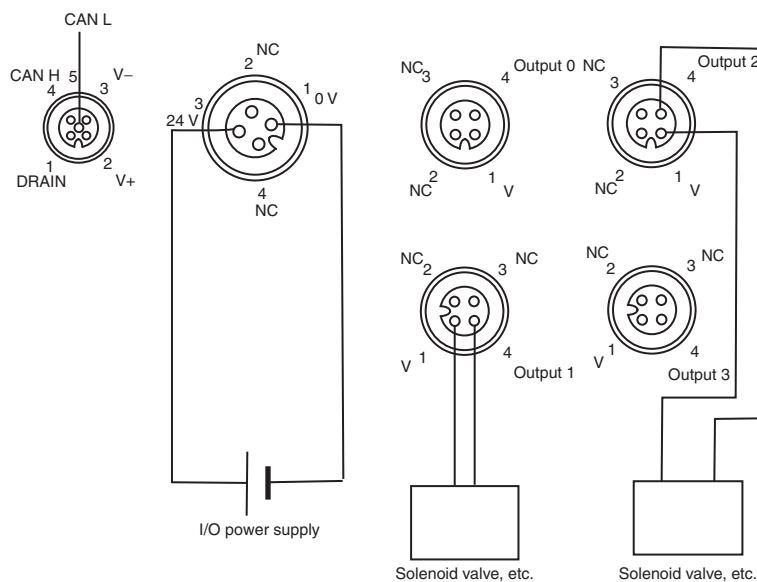 CAN L
CAN H
5
V–
4
3
1
2
DRAIN
V+
NC
2
3
1
0 V
24 V
4
NC
NC
3
4
Output 0
NC
2
1
V
NC
3
4
Output 2
NC
2
1
V
NC
2
3
NC
V
1
4
Output 1
NC
2
3
NC
V
1
4
Output 3
I/O power supply
Solenoid valve, etc.
Solenoid valve, etc.